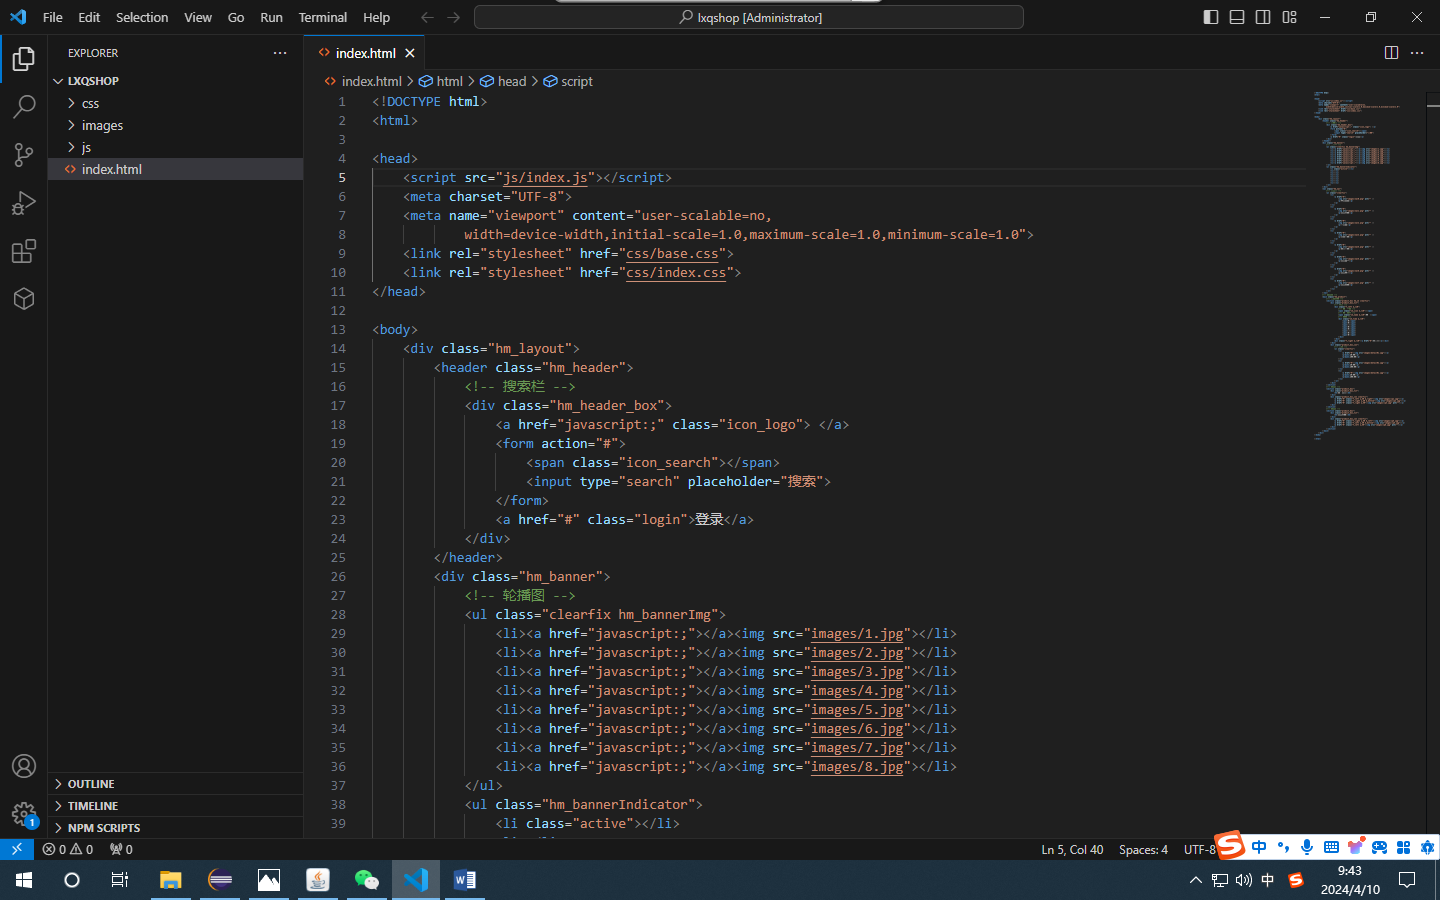 File Edit Selection View Go Run Terminal Help
lxqshop [Administrator]
EXPLORER
LXQSHOP
css
images
js
index.html
OUTLINE
TIMELINE
NPM SCRIPTS
index.html
index.html > html > head > script
1 <!DOCTYPE html>
2 <html>
3
4 <head>
5 <script src="js/index.js"></script>
6 <meta charset="UTF-8">
7 <meta name="viewport" content="user-scalable=no,
8 width=device-width,initial-scale=1.0,maximum-scale=1.0,minimum-scale=1.0">
9 <link rel="stylesheet" href="css/base.css">
10 <link rel="stylesheet" href="css/index.css">
11 </head>
12
13 <body>
14 <div class="hm_layout">
15 <header class="hm_header">
16 <!-- 搜索栏 -->
17 <div class="hm_header_box">
18 <a href="javascript:;" class="icon_logo"> </a>
19 <form action="#">
20 <span class="icon_search"></span>
21 <input type="search" placeholder="搜索">
22 </form>
23 <a href="#" class="login">登录</a>
24 </div>
25 </header>
26 <div class="hm_banner">
27 <!-- 轮播图 -->
28 <ul class="clearfix hm_bannerImg">
29 <li><a href="javascript:;"></a><img src="images/1.jpg"></li>
30 <li><a href="javascript:;"></a><img src="images/2.jpg"></li>
31 <li><a href="javascript:;"></a><img src="images/3.jpg"></li>
32 <li><a href="javascript:;"></a><img src="images/4.jpg"></li>
33 <li><a href="javascript:;"></a><img src="images/5.jpg"></li>
34 <li><a href="javascript:;"></a><img src="images/6.jpg"></li>
35 <li><a href="javascript:;"></a><img src="images/7.jpg"></li>
36 <li><a href="javascript:;"></a><img src="images/8.jpg"></li>
37 </ul>
38 <ul class="hm_bannerIndicator">
39 <li class="active"></li>
1
0 0 0
Ln 5, Col 40 Spaces: 4 UTF-8
中
中
9:43
2024/4/10